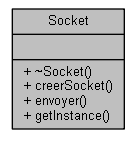 Socket
+ ~Socket()
+ creerSocket()
+ envoyer()
+ getInstance()